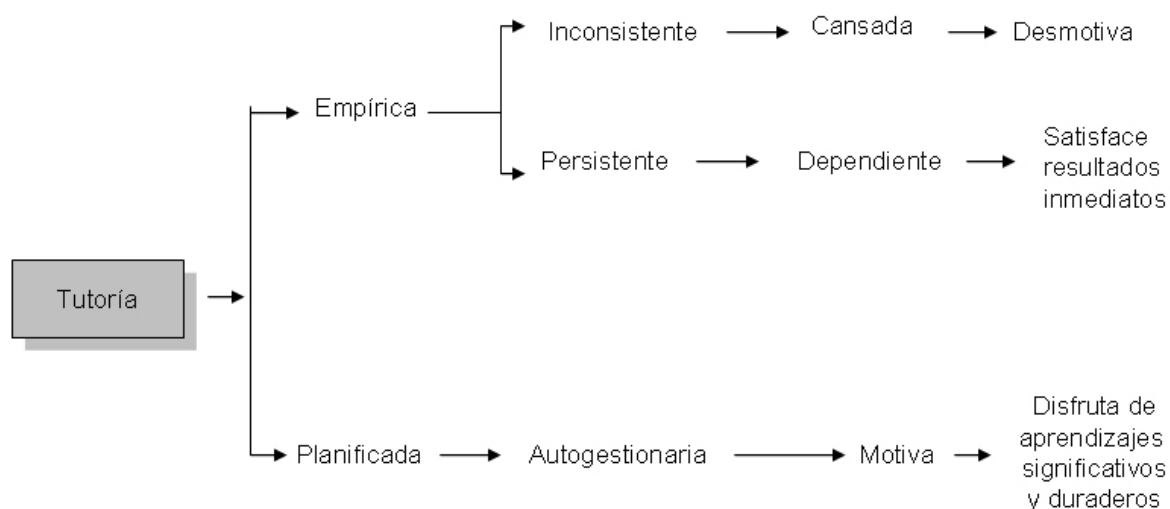 Inconsistente
Cansada
Desmotiva
Empírica
Persistente
Dependiente
Satisface
resultados
inmediatos
Tutoría
Planificada
Autogestionaria
Motiva
Disfruta de
aprendizajes
significativos
y duraderos